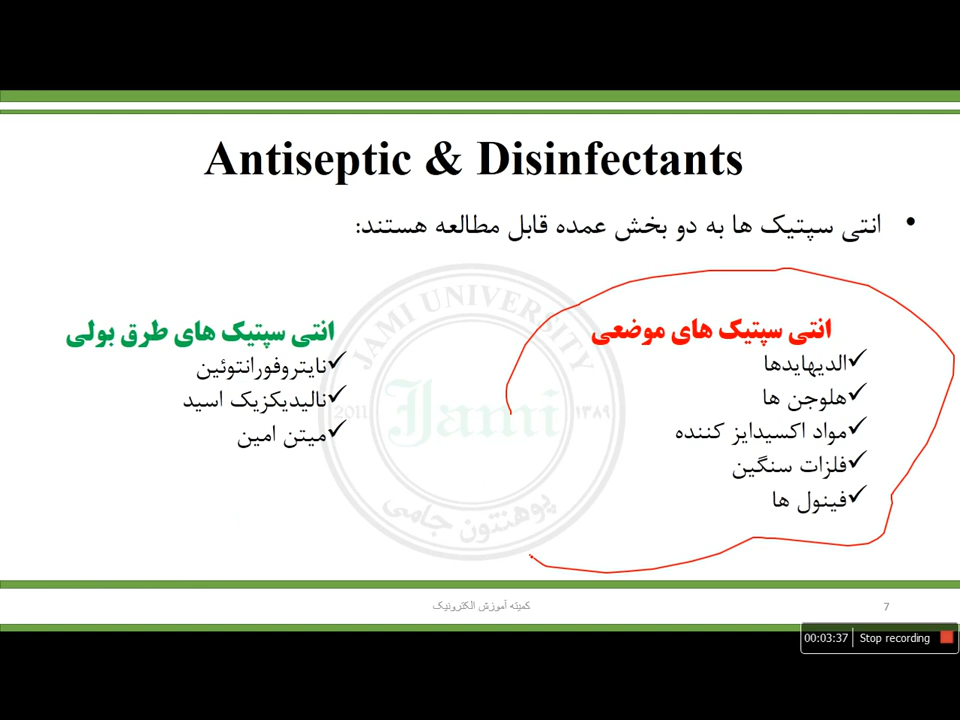 Antiseptic & Disinfectants
• انتی سپتیک ها به دو بخش عمده قابل مطالعه هستند:
انتی سپتیک های موضعی
✓الدیهایدها
✓هلوجن ها
✓مواد اکسیدایز کننده
✓فلزات سنگین
✓فینول ها
انتی سپتیک های طرق بولی
✓نایتروفورانتوئین
✓نالیدیکزیک اسید
✓میتن امین
JAMI UNIVERSITY
2011
Jami
۱۳۸۹
پوهنتون جامی
کمیته آموزش الکترونیک
7
00:03:37 Stop recording